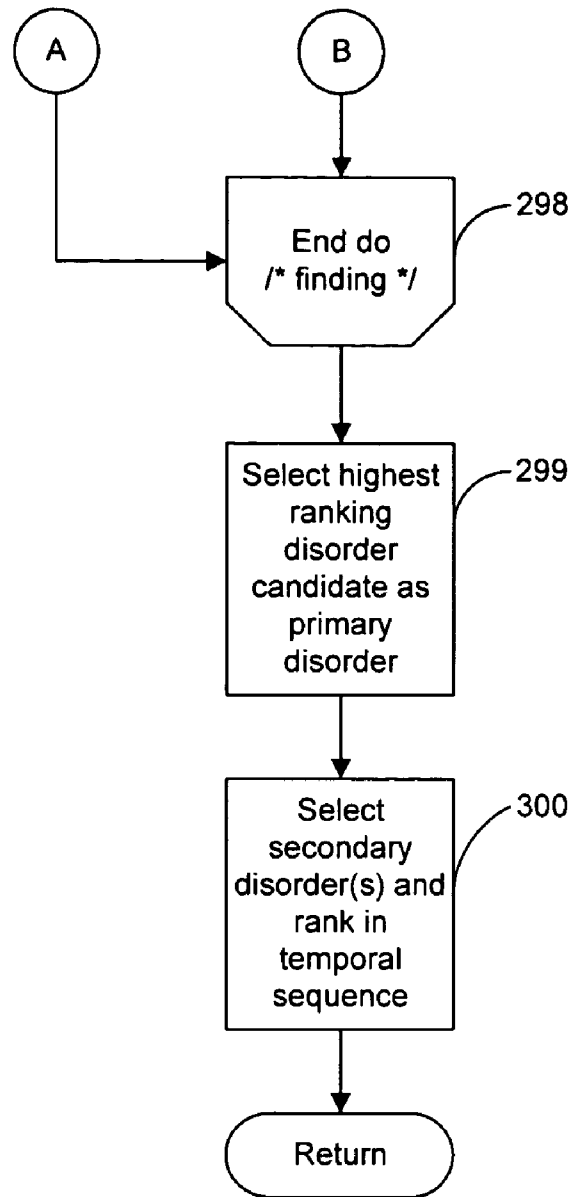 A
B
298
End do
/* finding */
299
Select highest
ranking
disorder
candidate as
primary
disorder
300
Select
secondary
disorder(s) and
rank in
temporal
sequence
Return